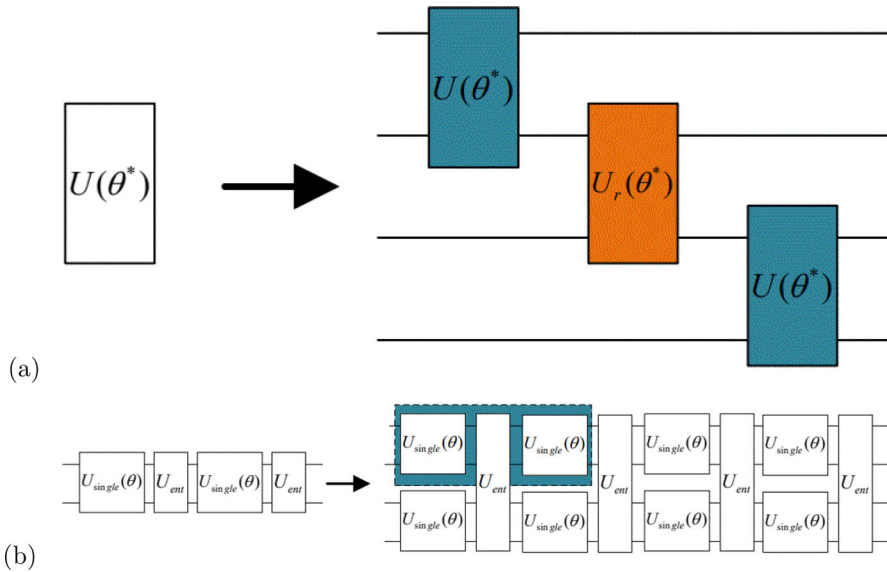 U(θ*)
U(θ*)
U_r(θ*)
U(θ*)
(a)
U_single(θ) U_ent U_single(θ) U_ent
U_single(θ) U_single(θ) U_single(θ) U_single(θ)
U_ent U_ent U_ent U_ent
U_single(θ) U_single(θ) U_single(θ) U_single(θ)
(b)